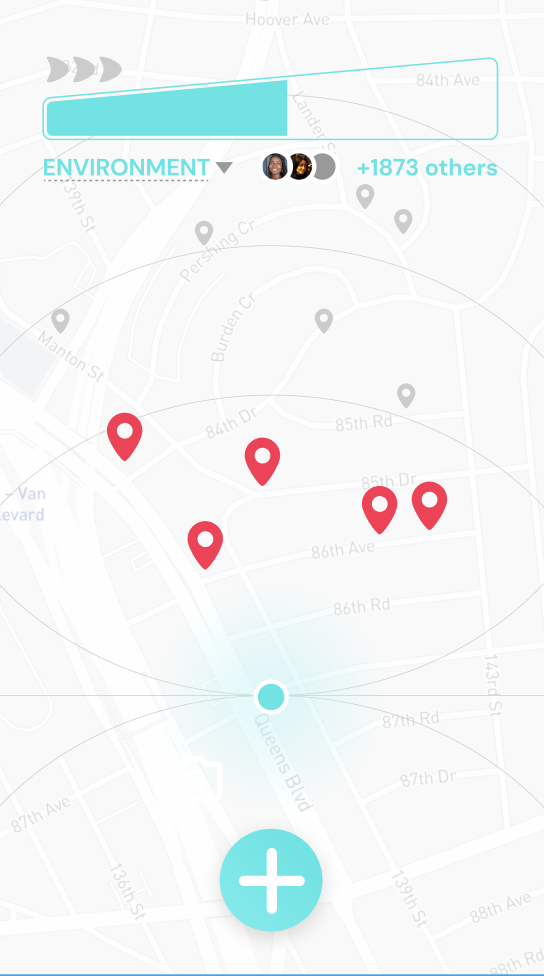 Hoover Ave
84th Ave
ENVIRONMENT
+1873 others
139th St
Pershing Cr
Burden Cr
Manton St
84th Dr
85th Rd
85th Dr
– Van
levard
86th Ave
86th Rd
143rd St
87th Rd
Queens Blvd
87th Dr
87th Ave
136th St
139th St
88th Ave
88th Rd